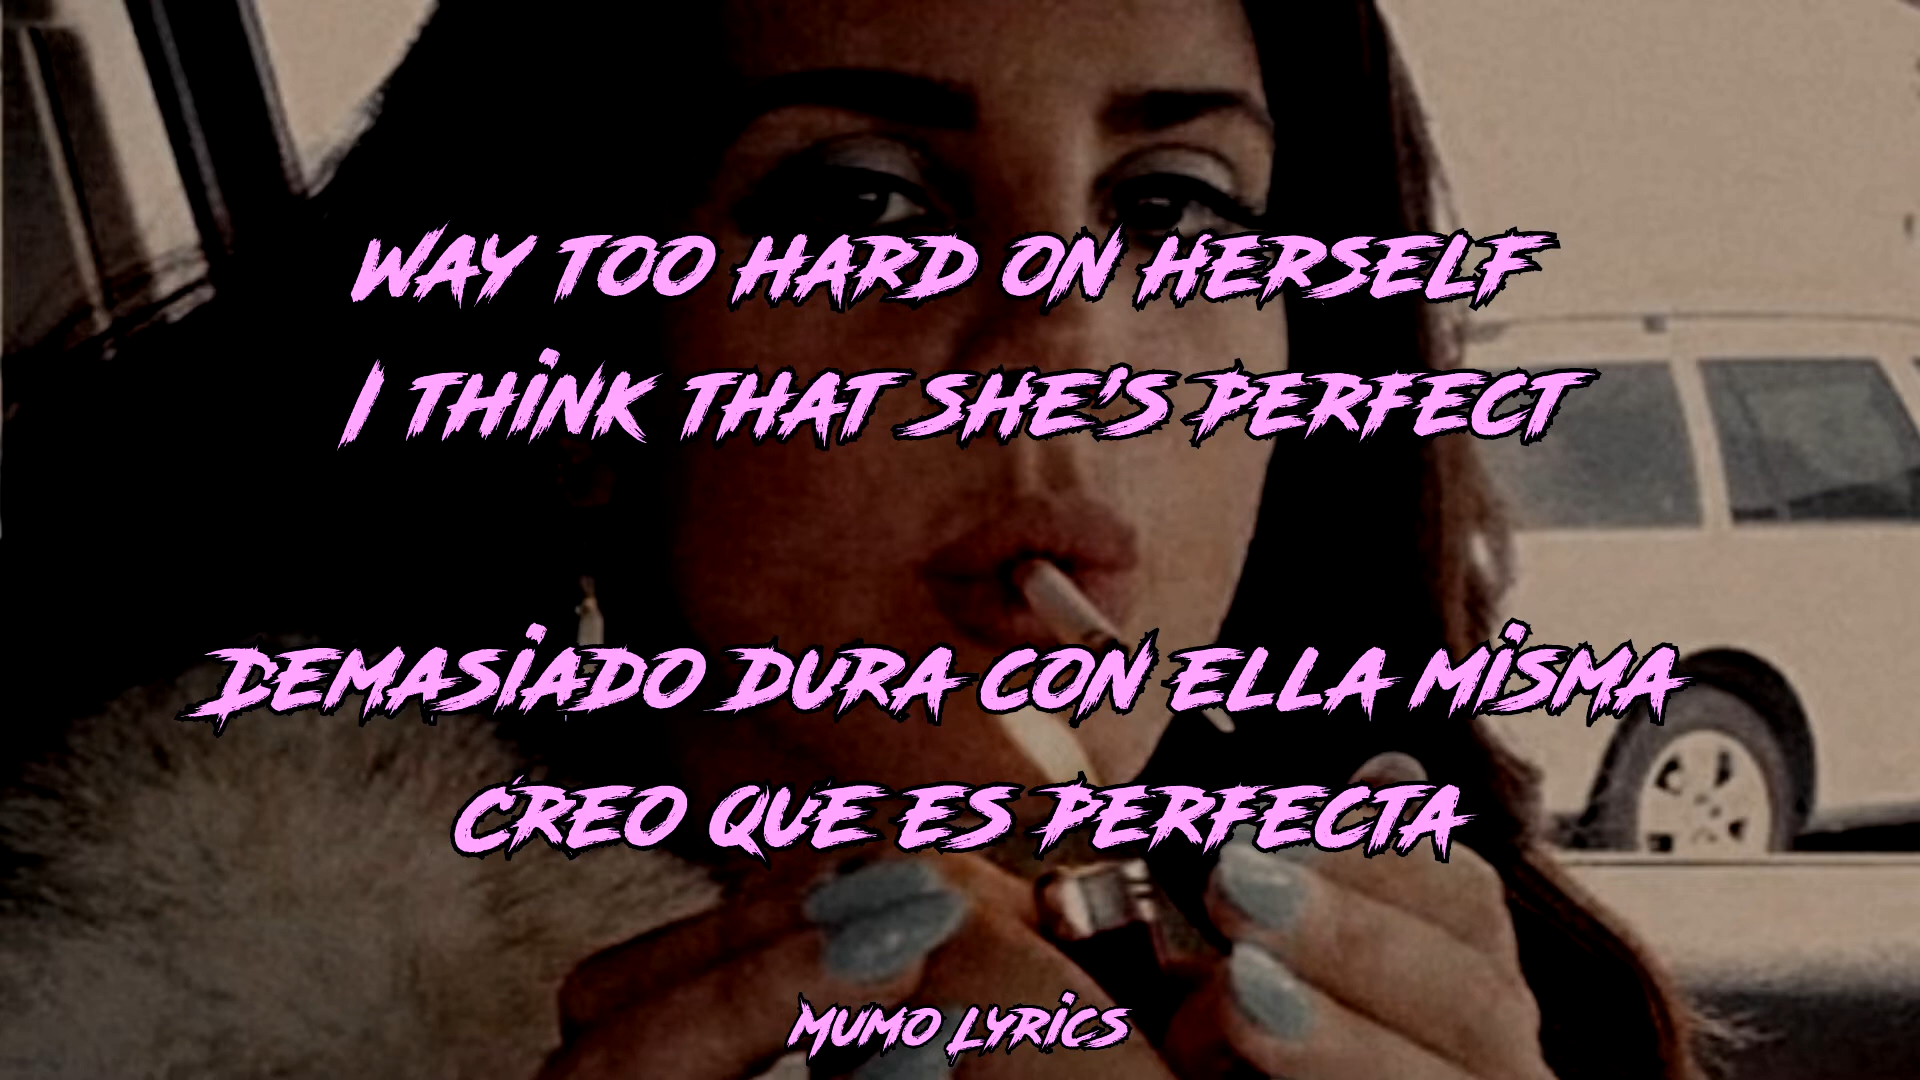 Way too hard on herself
I think that she's perfect
Demasiado dura con ella misma
Creo que es perfecta
Mumo Lyrics